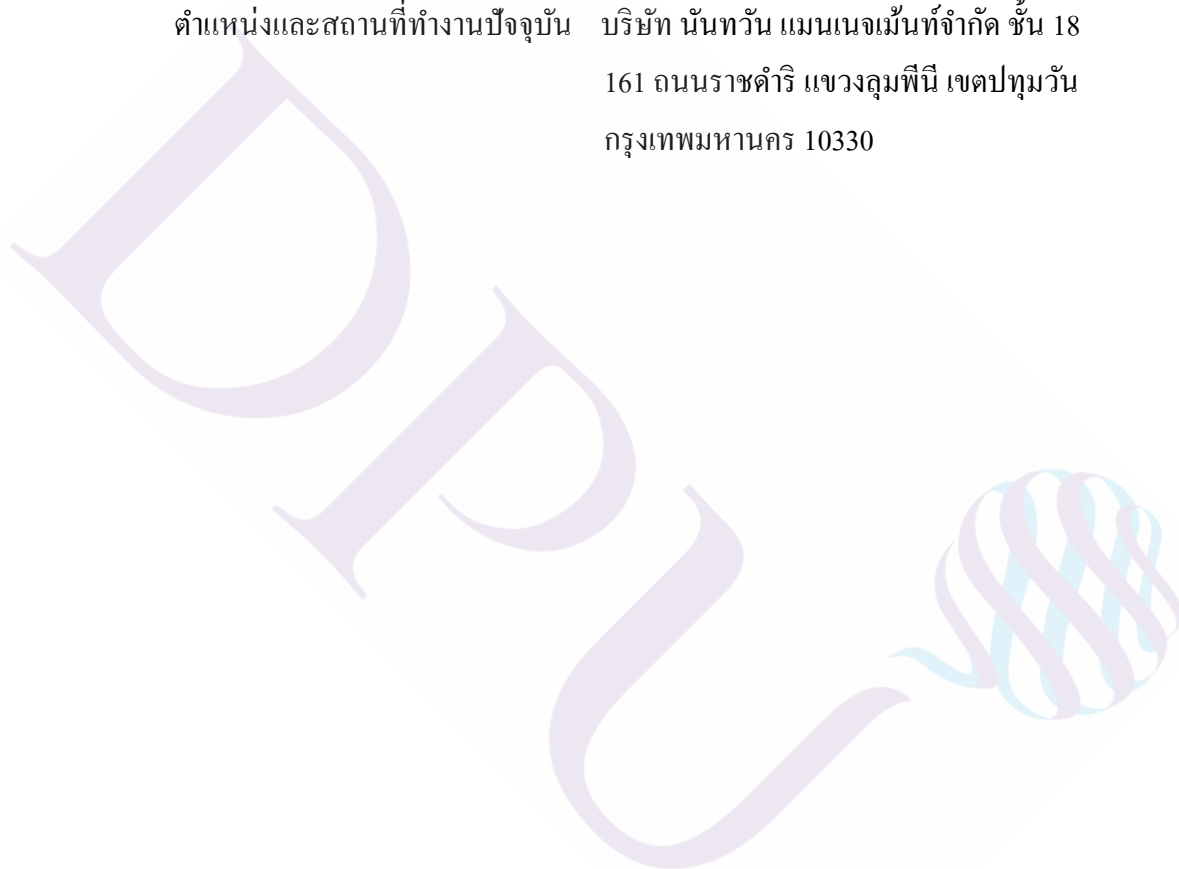 ตำแหน่งและสถานที่ทำงานปัจจุบัน บริษัท นันทวัน แมนเนจเม้นท์จำกัด ชั้น 18
161 ถนนราชดำริ แขวงลุมพีนี เขตปทุมวัน
กรุงเทพมหานคร 10330
DPU